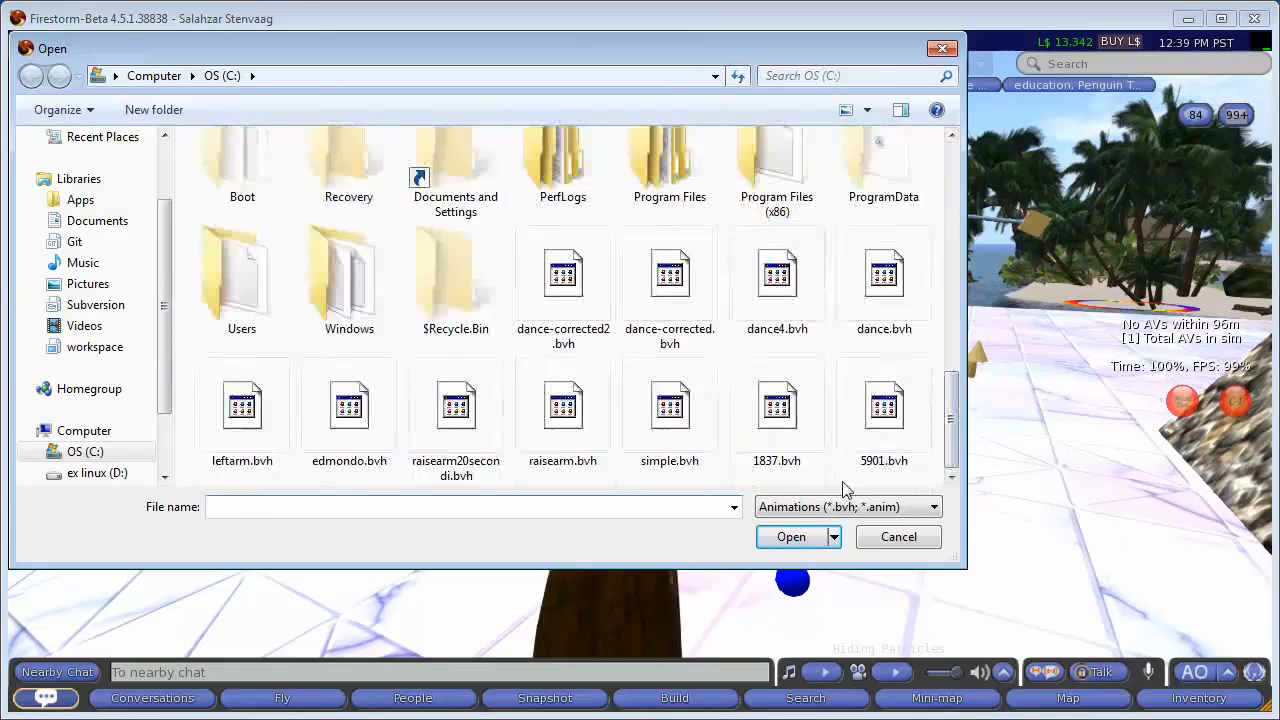 Firestorm-Beta 4.5.1.38838 - Salahzar Stenvaag
Open
L$ 13,342 BUY L$ 12:39 PM PST
Computer OS (C:)
Search OS (C:)
Search
Organize New folder
e ... education, Penguin T...
84 99+
Recent Places
Libraries
Apps
Documents
Git
Music
Pictures
Subversion
Videos
workspace
Homegroup
Computer
OS (C:)
ex linux (D:)
Boot Recovery Documents and Settings PerfLogs Program Files Program Files (x86) ProgramData
Users Windows $Recycle.Bin dance-corrected2.bvh dance-corrected.bvh dance4.bvh dance.bvh
leftarm.bvh edmondo.bvh raisearm20secondi.bvh raisearm.bvh simple.bvh 1837.bvh 5901.bvh
No AVs within 96m
[1] Total AVs in sim
Time: 100%, FPS: 99%
File name: Animations (*.bvh; *.anim)
Open Cancel
Hiding Particles
Nearby Chat To nearby chat Talk AO
Conversations Fly People Snapshot Build Search Mini-map Map Inventory